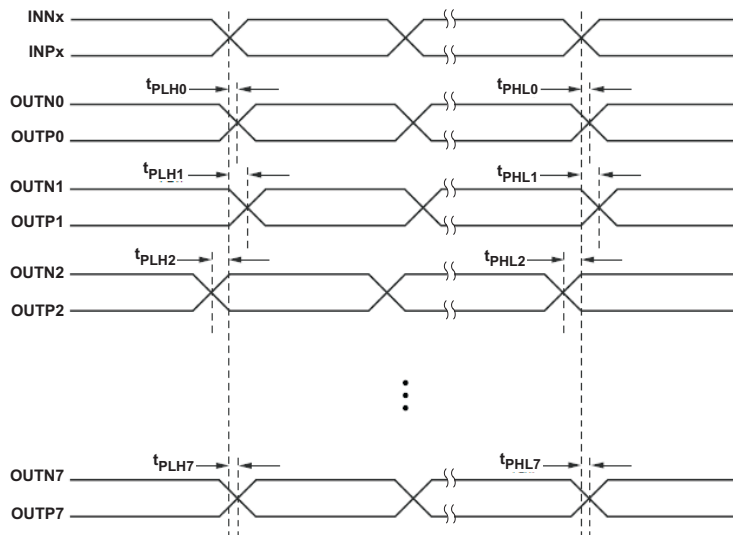 INNx
INPx
tPLH0
tPHL0
OUTN0
OUTP0
tPLH1
tPHL1
OUTN1
OUTP1
tPLH2
tPHL2
OUTN2
OUTP2
tPLH7
tPHL7
OUTN7
OUTP7